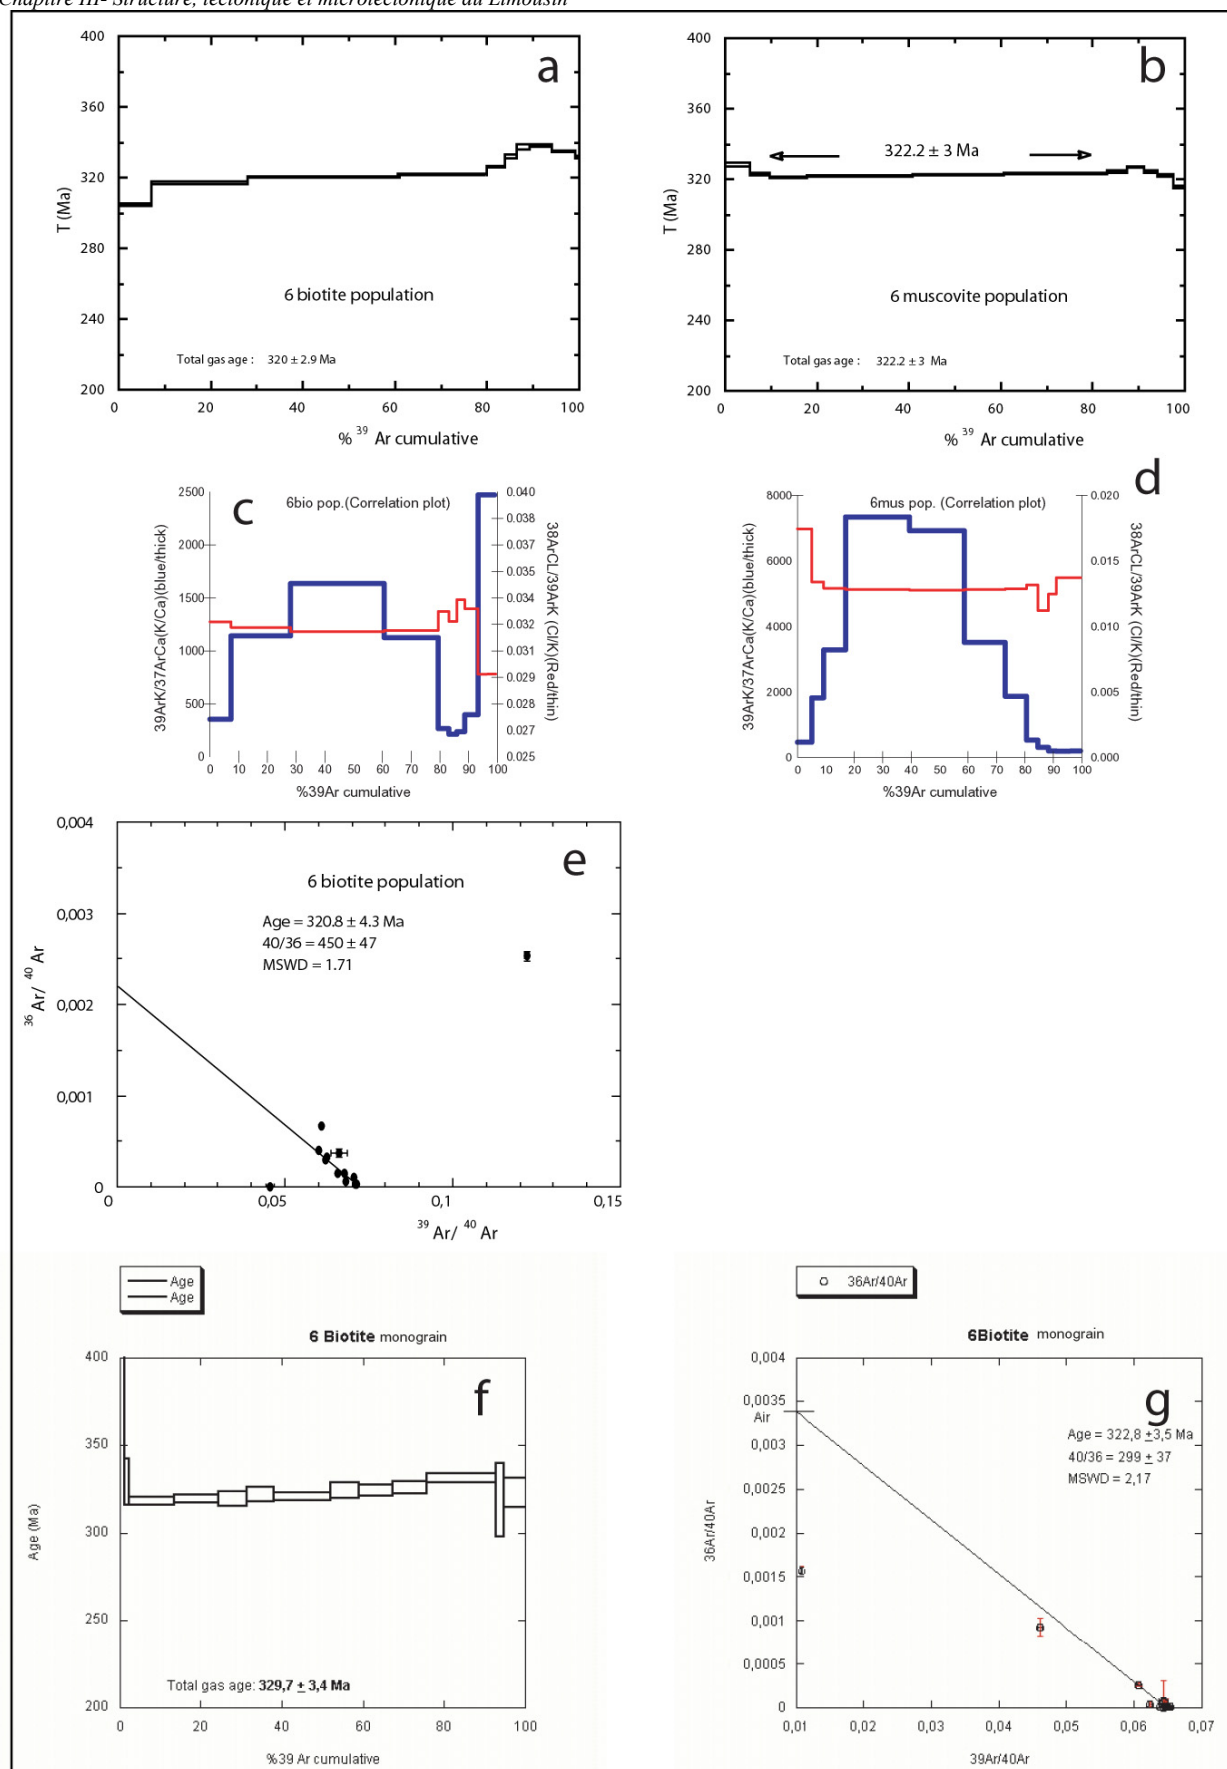 Chapitre III- Structure, tectonique et microtectonique du Limousin
a
400
360
320
280
240
200
T (Ma)
6 biotite population
Total gas age : 320 ± 2.9 Ma
0 20 40 60 80 100
% 39 Ar cumulative
b
400
360
320
280
240
200
T (Ma)
322.2 ± 3 Ma
6 muscovite population
Total gas age : 322.2 ± 3 Ma
0 20 40 60 80 100
% 39 Ar cumulative
c
6bio pop.(Correlation plot)
2500
2000
1500
1000
500
0
39ArK/37ArCa(K/Ca)(blue/thick)
0.040
0.038
0.037
0.035
0.034
0.032
0.031
0.029
0.028
0.027
0.025
38ArCL/39ArK (Cl/K)(Red/thin)
0 10 20 30 40 50 60 70 80 90 100
%39Ar cumulative
d
6mus pop. (Correlation plot)
8000
6000
4000
2000
0
39ArK/37ArCa(K/Ca)(blue/thick)
0.020
0.015
0.010
0.005
0.000
38ArCL/39ArK (Cl/K)(Red/thin)
0 10 20 30 40 50 60 70 80 90 100
%39Ar cumulative
e
0,004
0,003
0,002
0,001
0
36 Ar/ 40 Ar
6 biotite population
Age = 320.8 ± 4.3 Ma
40/36 = 450 ± 47
MSWD = 1.71
0 0,05 0,1 0,15
39 Ar/ 40 Ar
Age
Age
6 Biotite monograin
f
400
350
300
250
200
Age (Ma)
Total gas age: 329,7 ± 3,4 Ma
0 20 40 60 80 100
%39 Ar cumulative
36Ar/40Ar
6Biotite monograin
g
0,004
0,0035
Air
0,003
0,0025
0,002
0,0015
0,001
0,0005
0
36Ar/40Ar
Age = 322,8 ±3,5 Ma
40/36 = 299 ± 37
MSWD = 2,17
0,01 0,02 0,03 0,04 0,05 0,06 0,07
39Ar/40Ar